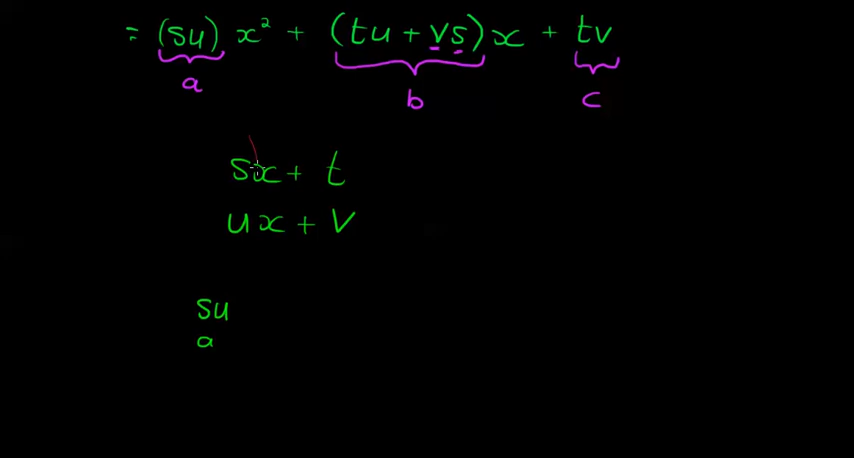 = (su) x² + (tu + vs) x + tv
a b c
sx + t
ux + v
su
a